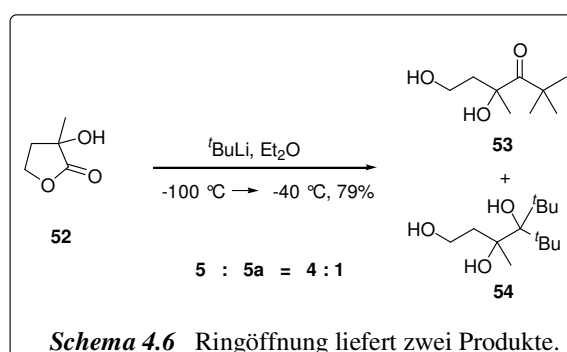 O
HO
HO
53
OH
O
O
52
ᵗBuLi, Et₂O
-100 °C → -40 °C, 79%
5 : 5a = 4 : 1
+
HO
ᵗBu
ᵗBu
HO
HO
54
Schema 4.6 Ringöffnung liefert zwei Produkte.